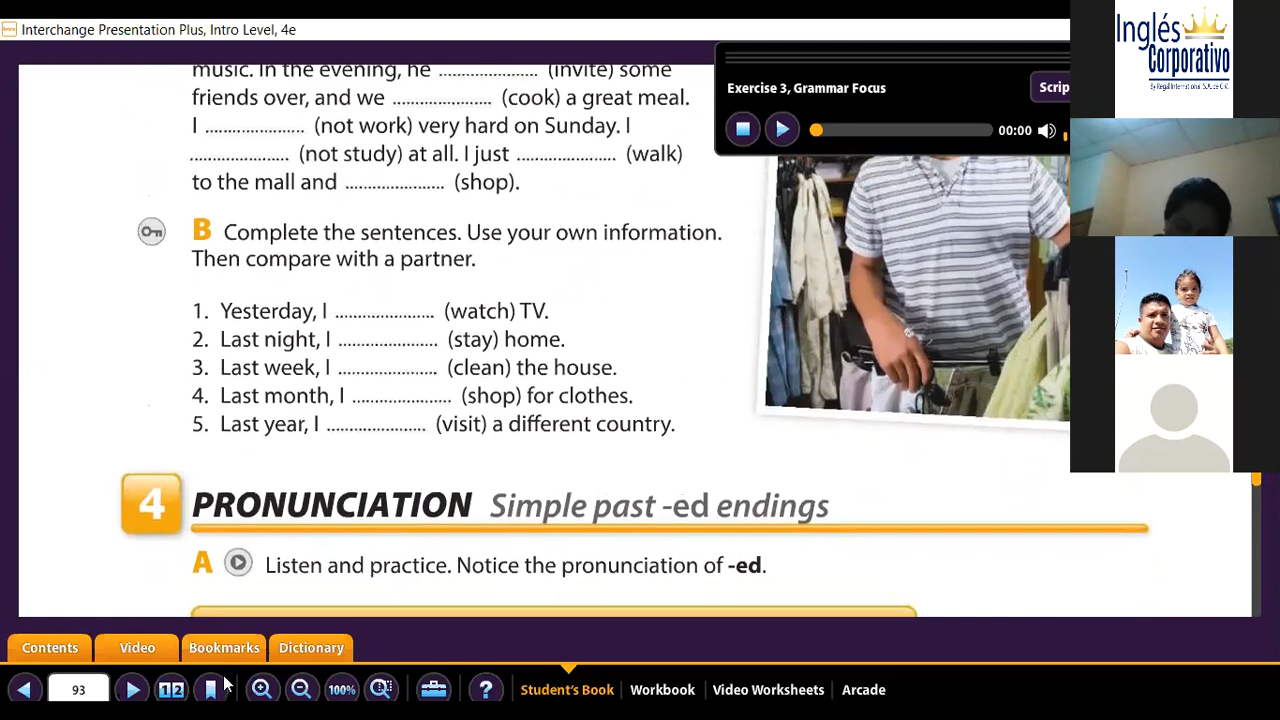 Interchange Presentation Plus, Intro Level, 4e
music. In the evening, he ...................... (invite) some
friends over, and we ...................... (cook) a great meal.
I ...................... (not work) very hard on Sunday. I
...................... (not study) at all. I just ...................... (walk)
to the mall and ...................... (shop).
B Complete the sentences. Use your own information.
Then compare with a partner.
1. Yesterday, I ...................... (watch) TV.
2. Last night, I ...................... (stay) home.
3. Last week, I ...................... (clean) the house.
4. Last month, I ...................... (shop) for clothes.
5. Last year, I ...................... (visit) a different country.
4 PRONUNCIATION Simple past -ed endings
A Listen and practice. Notice the pronunciation of -ed.
Exercise 3, Grammar Focus
Scrip
00:00
Inglés
Corporativo
By Regal International S.A. de C.V.
Contents Video Bookmarks Dictionary
93 12 100% ? Student's Book Workbook Video Worksheets Arcade